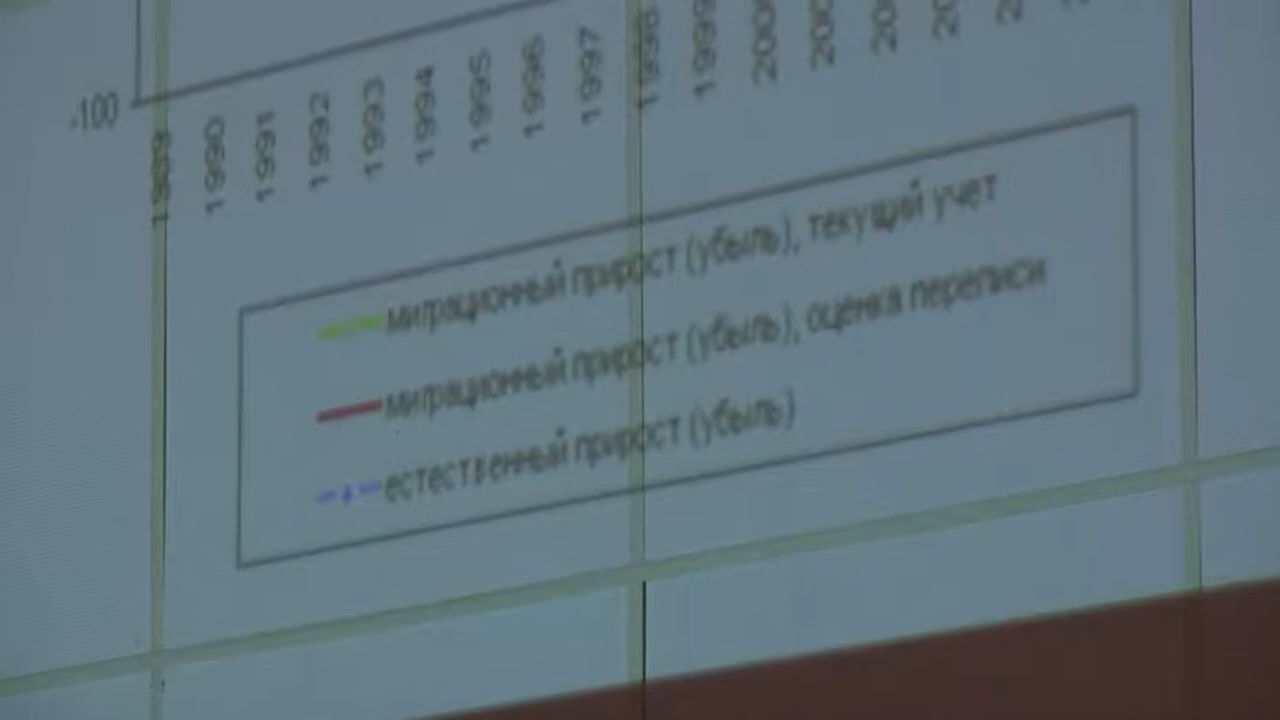 -100
1989 1990 1991 1992 1993 1994 1995 1996 1997 1998 1999
миграционный прирост (убыль), текущий учет
миграционный прирост (убыль), оценка переписи
естественный прирост (убыль)